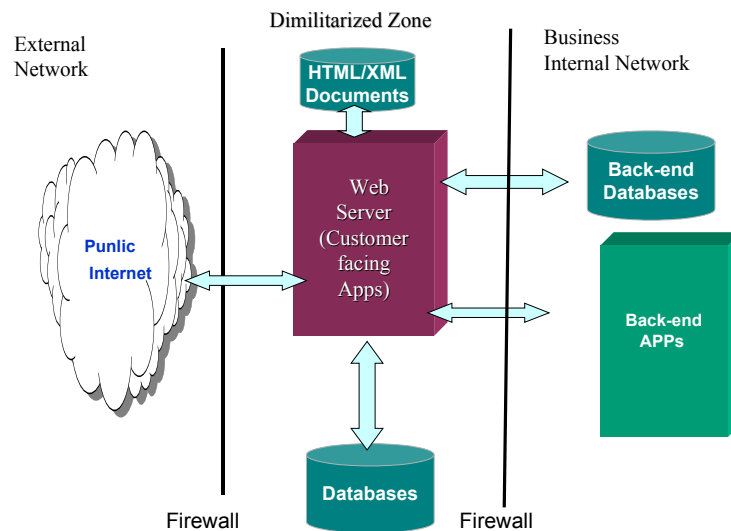 Dimilitarized Zone
External
Network
Business
Internal Network
HTML/XML
Documents
Web
Server
(Customer
facing
Apps)
Back-end
Databases
Punlic
Internet
Back-end
APPs
Databases
Firewall
Firewall